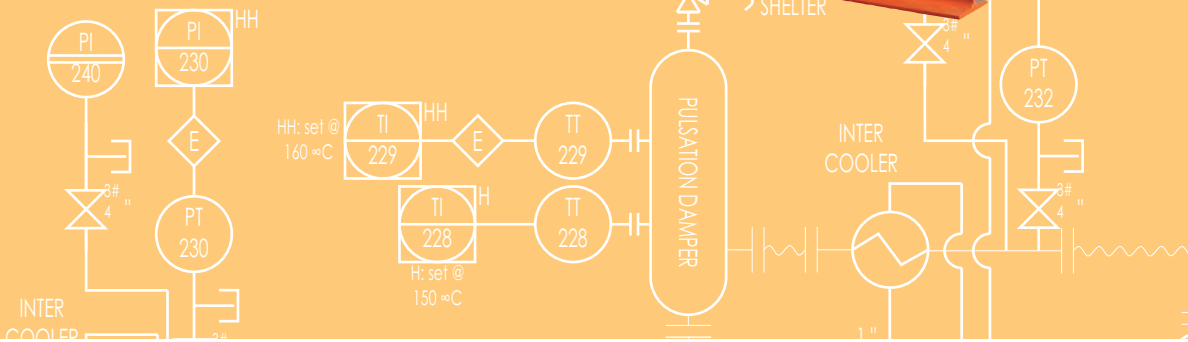 SHELTER
PI
240
PI
230
HH
3#
4 "
PT
232
HH: set @
160 ∞C
TI
229
HH
E
TT
229
E
INTER
COOLER
PULSATION DAMPER
TI
228
H
TT
228
H: set @
150 ∞C
3#
4 "
PT
230
3#
4 "
INTER
COOLER
3#
1 "